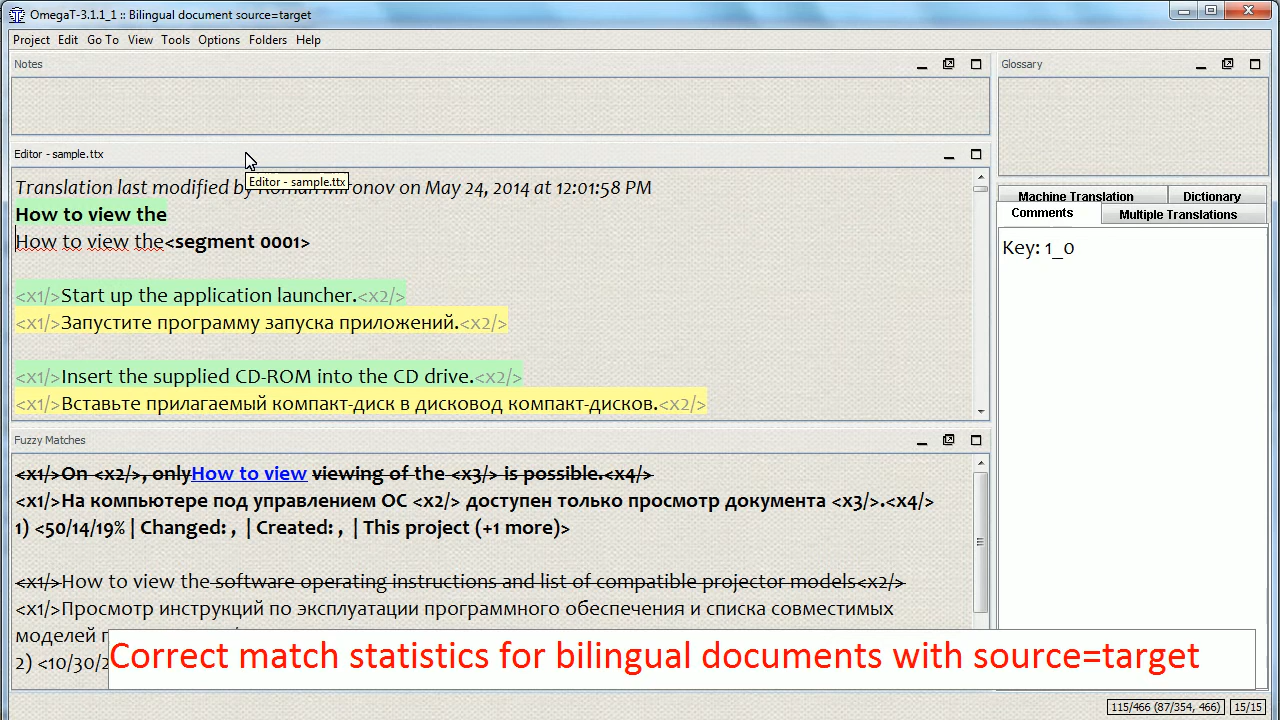 OmegaT-3.1.1_1 :: Bilingual document source=target
Project Edit Go To View Tools Options Folders Help
Notes
Glossary
Editor - sample.ttx
Editor - sample.ttx
Translation last modified by Roman Mironov on May 24, 2014 at 12:01:58 PM
How to view the
How to view the<segment 0001>
<x1/>Start up the application launcher.<x2/>
<x1/>Запустите программу запуска приложений.<x2/>
<x1/>Insert the supplied CD-ROM into the CD drive.<x2/>
<x1/>Вставьте прилагаемый компакт-диск в дисковод компакт-дисков.<x2/>
Machine Translation Dictionary
Comments Multiple Translations
Key: 1_0
Fuzzy Matches
<x1/>On <x2/>, onlyHow to view viewing of the <x3/> is possible.<x4/>
<x1/>На компьютере под управлением ОС <x2/> доступен только просмотр документа <x3/>.<x4/>
1) <50/14/19% | Changed: , | Created: , | This project (+1 more)>
<x1/>How to view the software operating instructions and list of compatible projector models<x2/>
<x1/>Просмотр инструкций по эксплуатации программного обеспечения и списка совместимых
моделей
2) <10/30/2
Correct match statistics for bilingual documents with source=target
115/466 (87/354, 466) 15/15